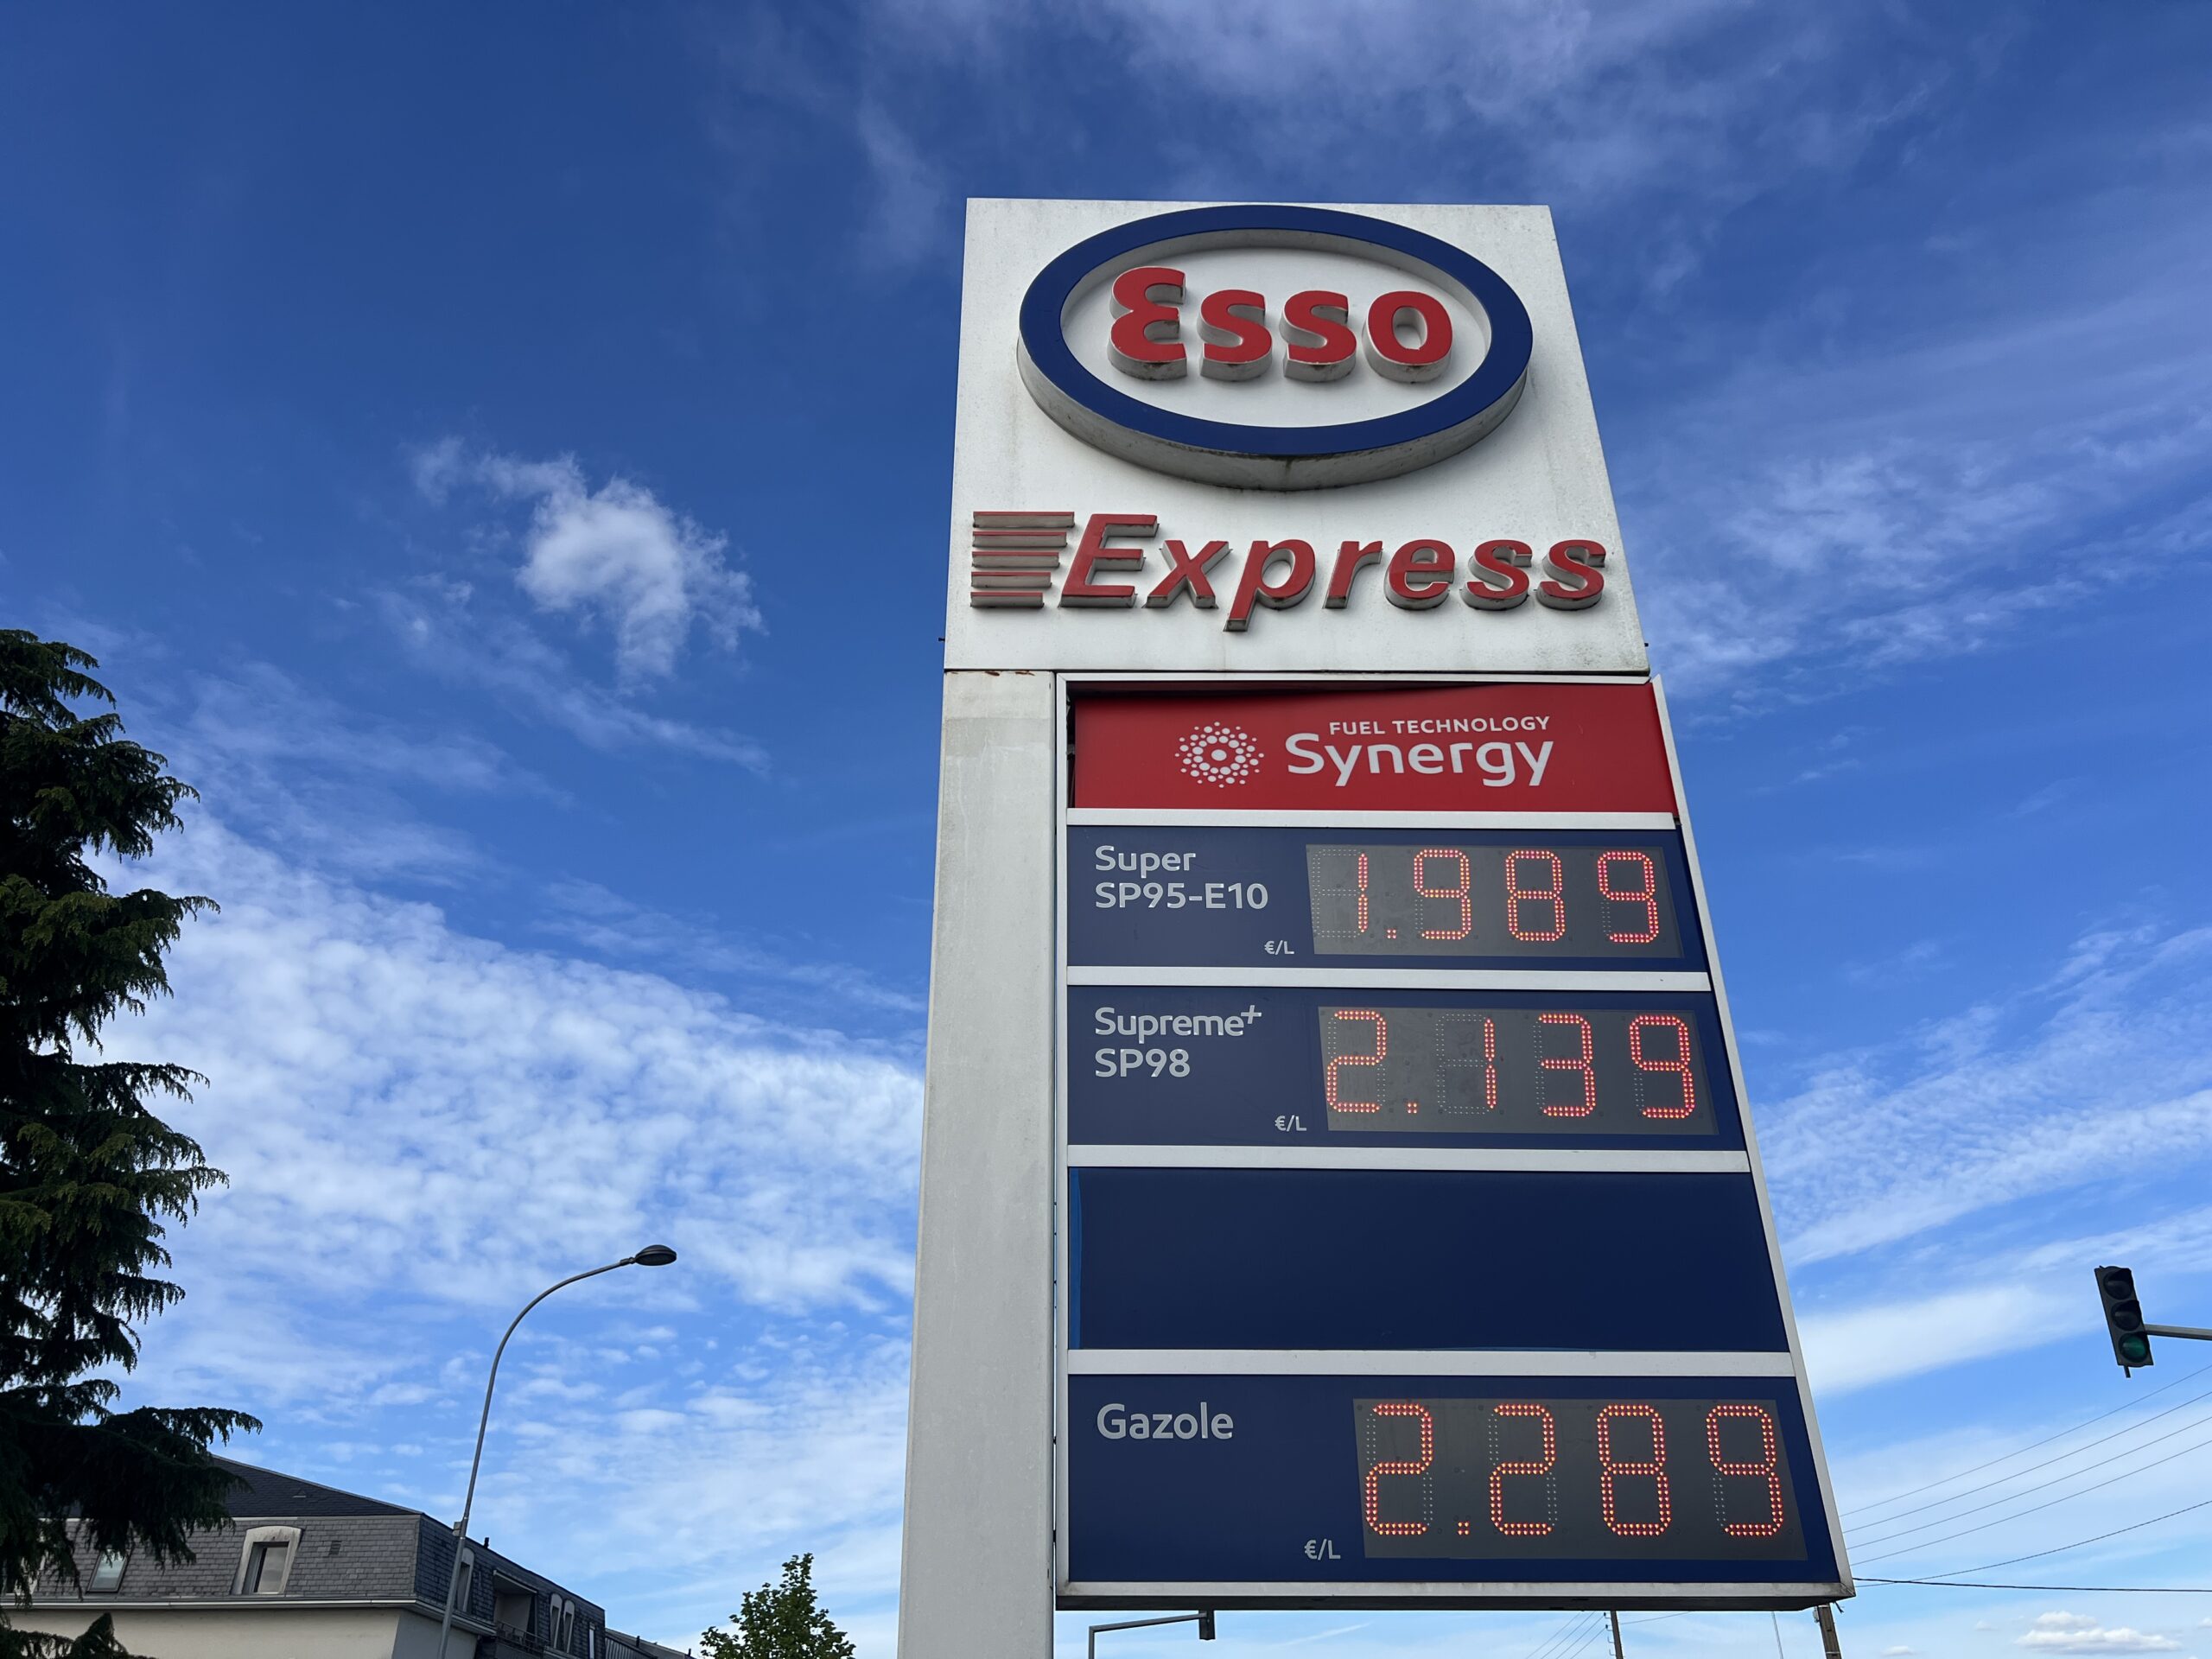 Esso
Express
FUEL TECHNOLOGY
Synergy
Super
SP95-E10
€/L
1.989
Supreme+
SP98
€/L
2.139
Gazole
€/L
2.289